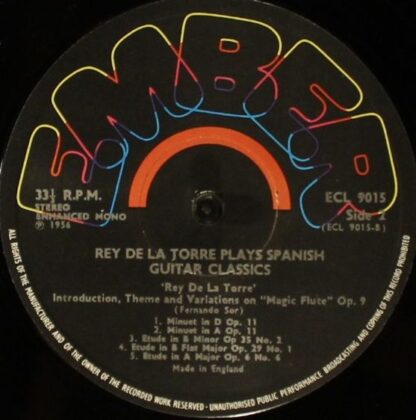 EMBER
33⅓ R.P.M.
STEREO
ENHANCED MONO
℗ 1956
ECL 9015
Side 2
(ECL 9015-B)
REY DE LA TORRE PLAYS SPANISH
GUITAR CLASSICS
'Rey De La Torre'
Introduction, Theme and Variations on "Magic Flute" Op. 9
(Fernando Sor)
1. Minuet in D Op. 11
2. Minuet in A Op. 11
3. Etude in B Minor Op 35 No. 2
4. Etude in B Flat Major Op. 29 No. 1
5. Etude in A Major Op. 6 No. 6
Made in England
ALL RIGHTS OF THE MANUFACTURER AND OF THE OWNER OF THE RECORDED WORK RESERVED · UNAUTHORISED PUBLIC PERFORMANCE BROADCASTING AND COPYING OF THIS RECORD PROHIBITED